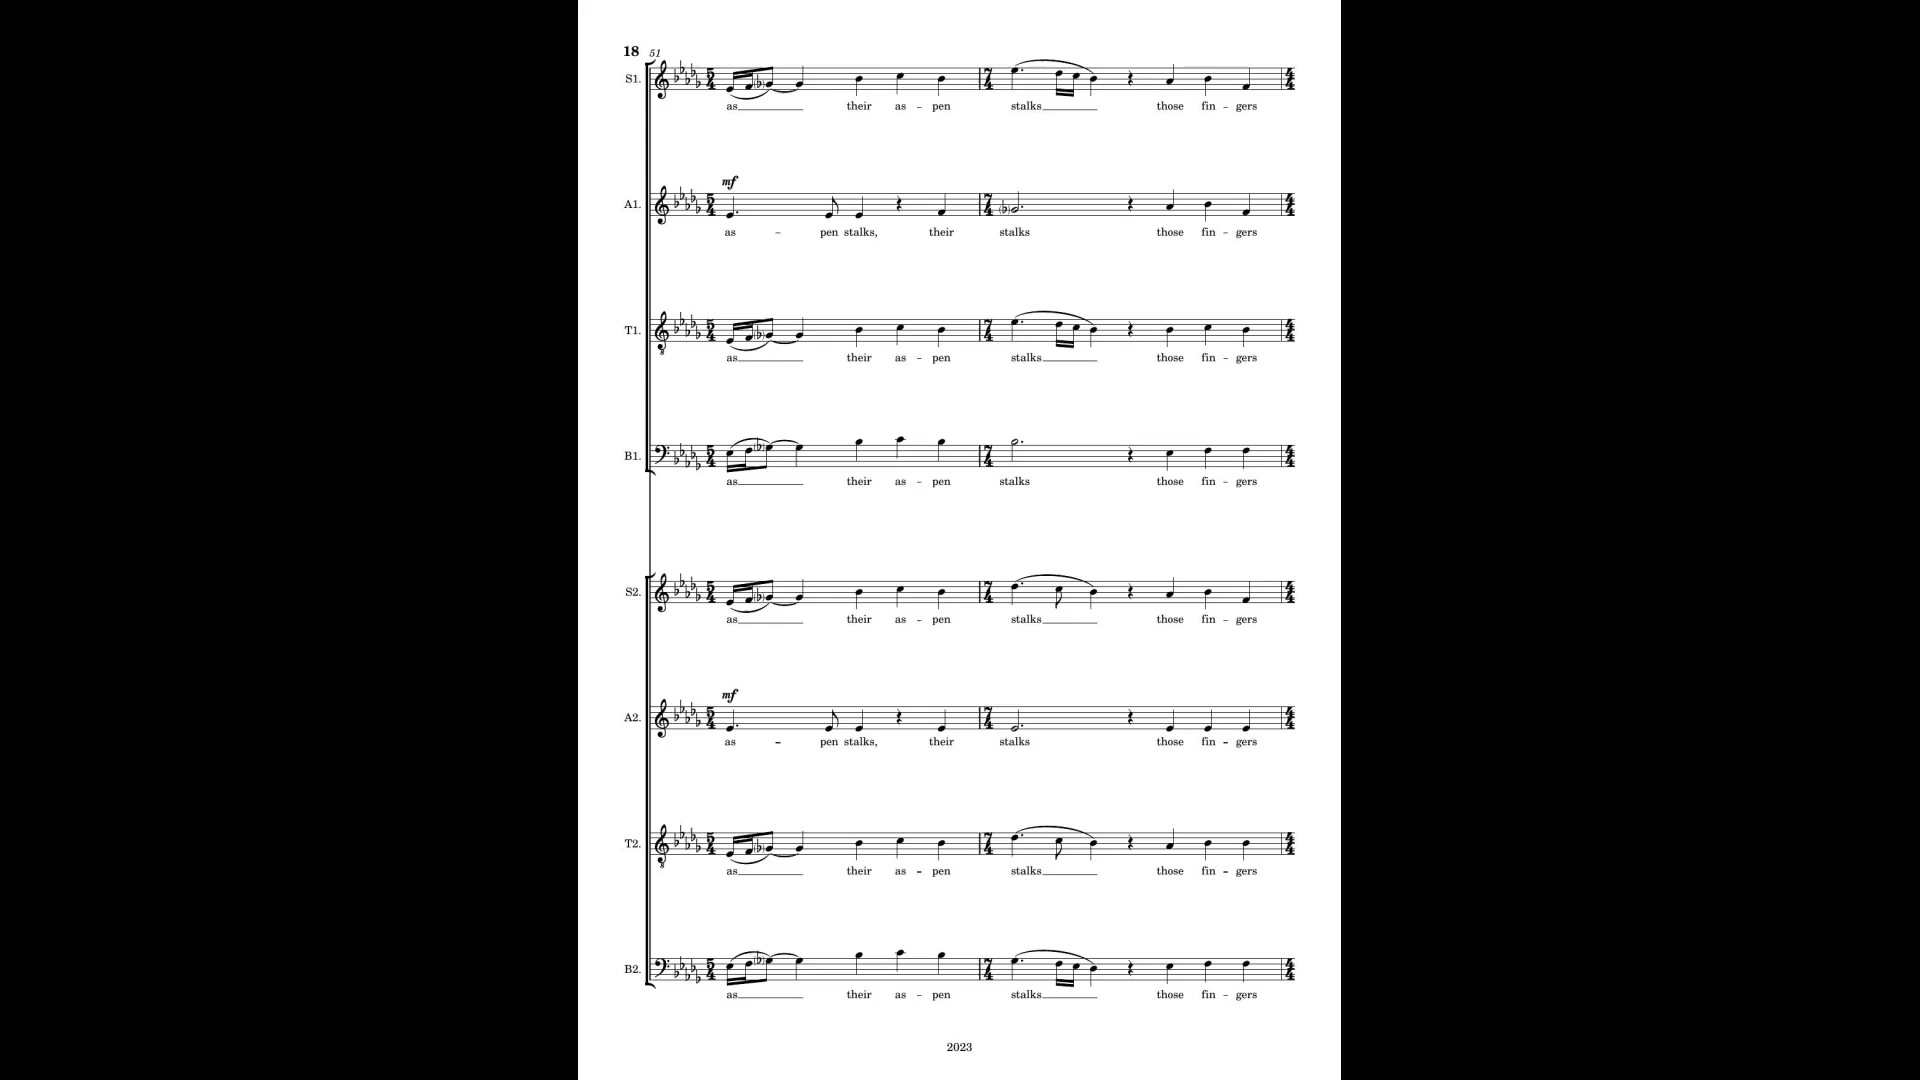 18 51
S1.
as their as - pen stalks those fin - gers
mf
A1.
as - pen stalks, their stalks those fin - gers
T1.
as their as - pen stalks those fin - gers
B1.
as their as - pen stalks those fin - gers
S2.
as their as - pen stalks those fin - gers
mf
A2.
as - pen stalks, their stalks those fin - gers
T2.
as their as - pen stalks those fin - gers
B2.
as their as - pen stalks those fin - gers
2023